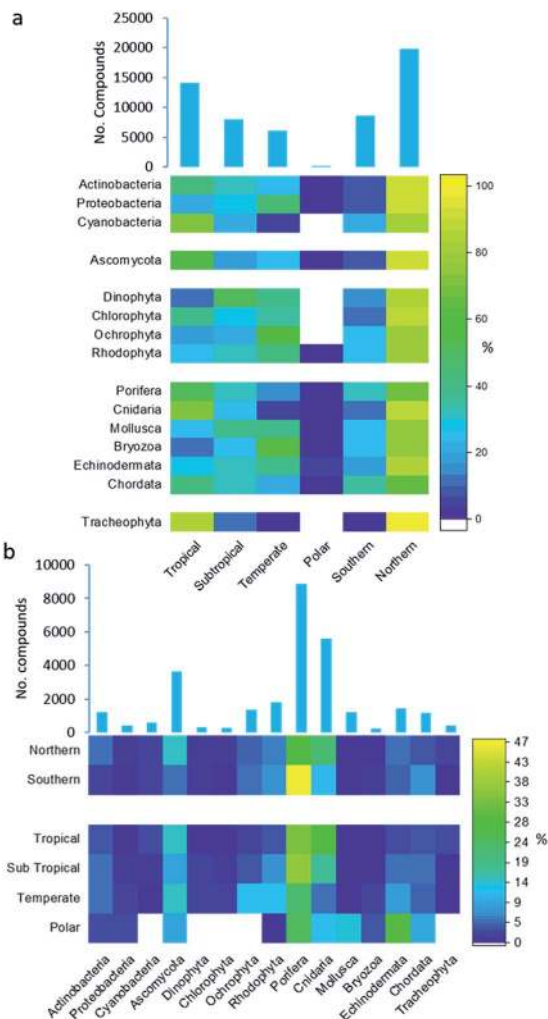 a
25000
20000
15000
10000
5000
0
No. Compounds
Actinobacteria
Proteobacteria
Cyanobacteria
Ascomycota
Dinophyta
Chlorophyta
Ochrophyta
Rhodophyta
Porifera
Cnidaria
Mollusca
Bryozoa
Echinodermata
Chordata
Tracheophyta
100
80
60
%
40
20
0
Tropical
Subtropical
Temperate
Polar
Southern
Northern
b
10000
8000
6000
4000
2000
0
No. compounds
Northern
Southern
Tropical
Sub Tropical
Temperate
Polar
47
43
38
33
28
24
%
19
14
9
5
0
Actinobacteria
Proteobacteria
Cyanobacteria
Ascomycota
Dinophyta
Chlorophyta
Ochrophyta
Rhodophyta
Porifera
Cnidaria
Mollusca
Bryozoa
Echinodermata
Chordata
Tracheophyta